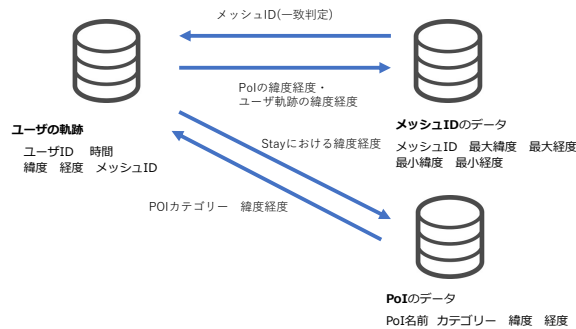 メッシュID(一致判定)
PoIの緯度経度・
ユーザ軌跡の緯度経度
ユーザの軌跡
ユーザID 時間
緯度 経度 メッシュID
メッシュIDのデータ
メッシュID 最大緯度 最大経度
最小緯度 最小経度
Stayにおける緯度経度
POIカテゴリー 緯度経度
PoIのデータ
PoI名前 カテゴリー 緯度 経度